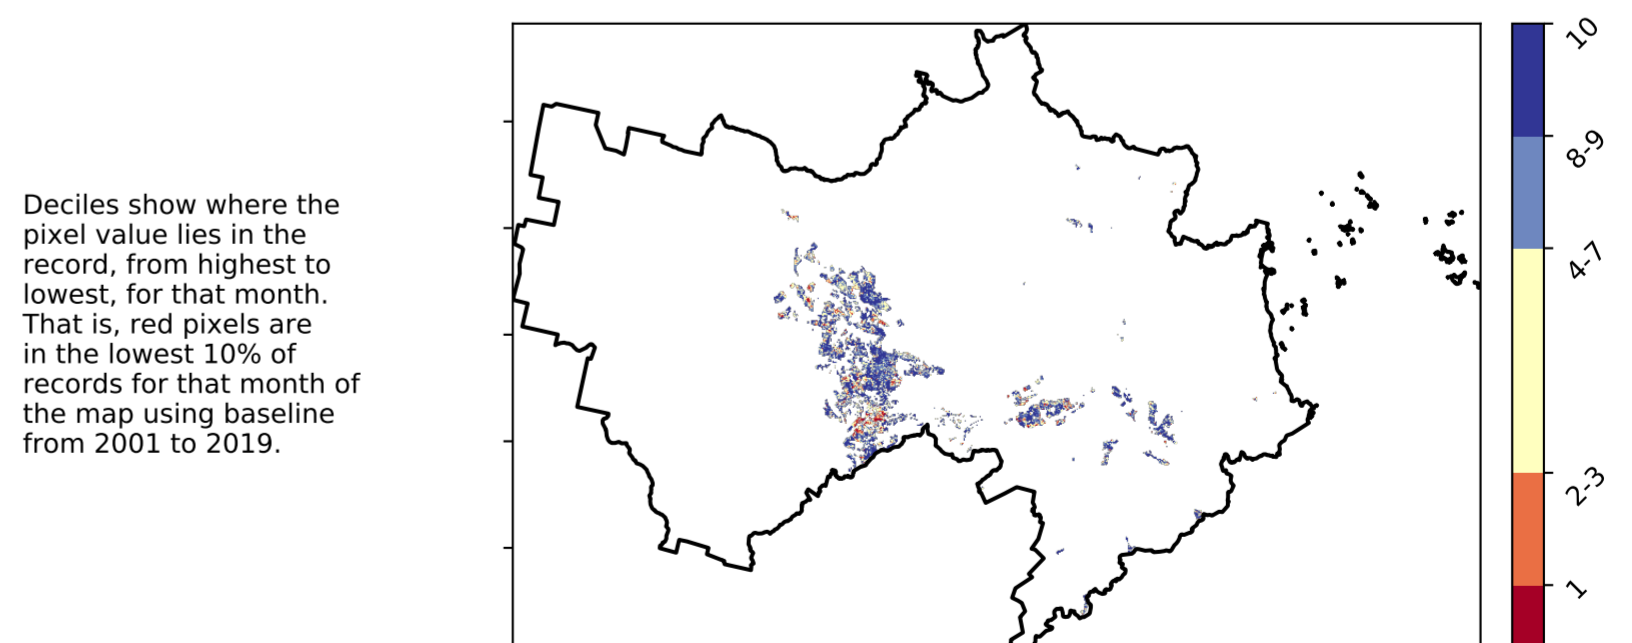 Deciles show where the
pixel value lies in the
record, from highest to
lowest, for that month.
That is, red pixels are
in the lowest 10% of
records for that month of
the map using baseline
from 2001 to 2019.
10
8-9
4-7
2-3
1